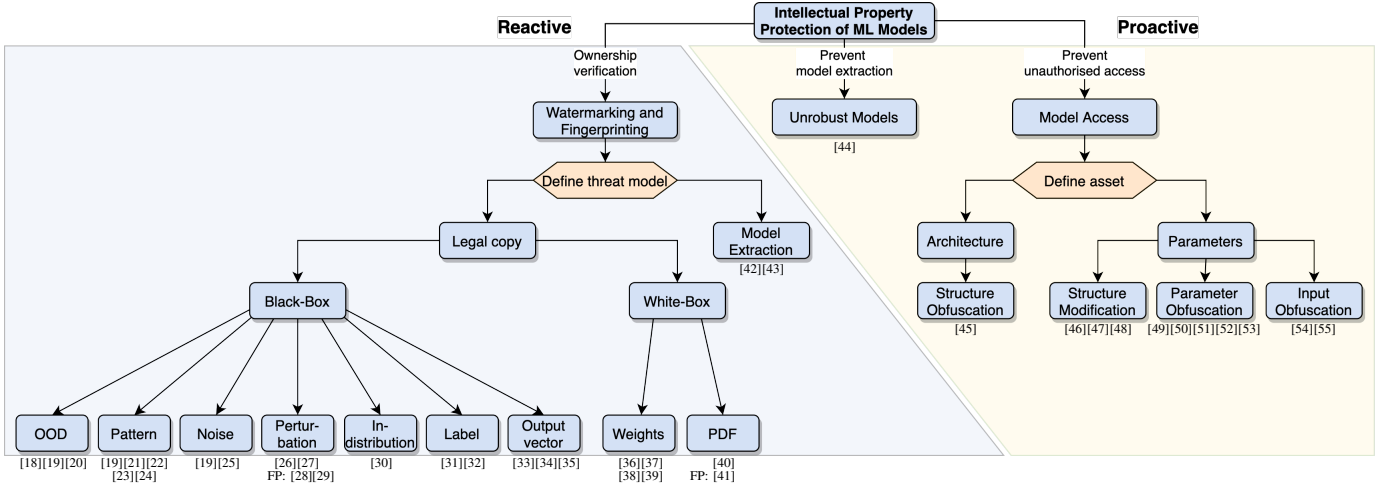 Intellectual Property
Protection of ML Models
Reactive
Proactive
Ownership
verification
Prevent
model extraction
Prevent
unauthorised access
Watermarking and
Fingerprinting
Unrobust Models
[44]
Model Access
Define threat model
Define asset
Legal copy
Model
Extraction
[42][43]
Architecture
Parameters
Black-Box
White-Box
Structure
Obfuscation
[45]
Structure
Modification
[46][47][48]
Parameter
Obfuscation
[49][50][51][52][53]
Input
Obfuscation
[54][55]
OOD
[18][19][20]
Pattern
[19][21][22]
[23][24]
Noise
[19][25]
Pertur-
bation
[26][27]
FP: [28][29]
In-
distribution
[30]
Label
[31][32]
Output
vector
[33][34][35]
Weights
[36][37]
[38][39]
PDF
[40]
FP: [41]